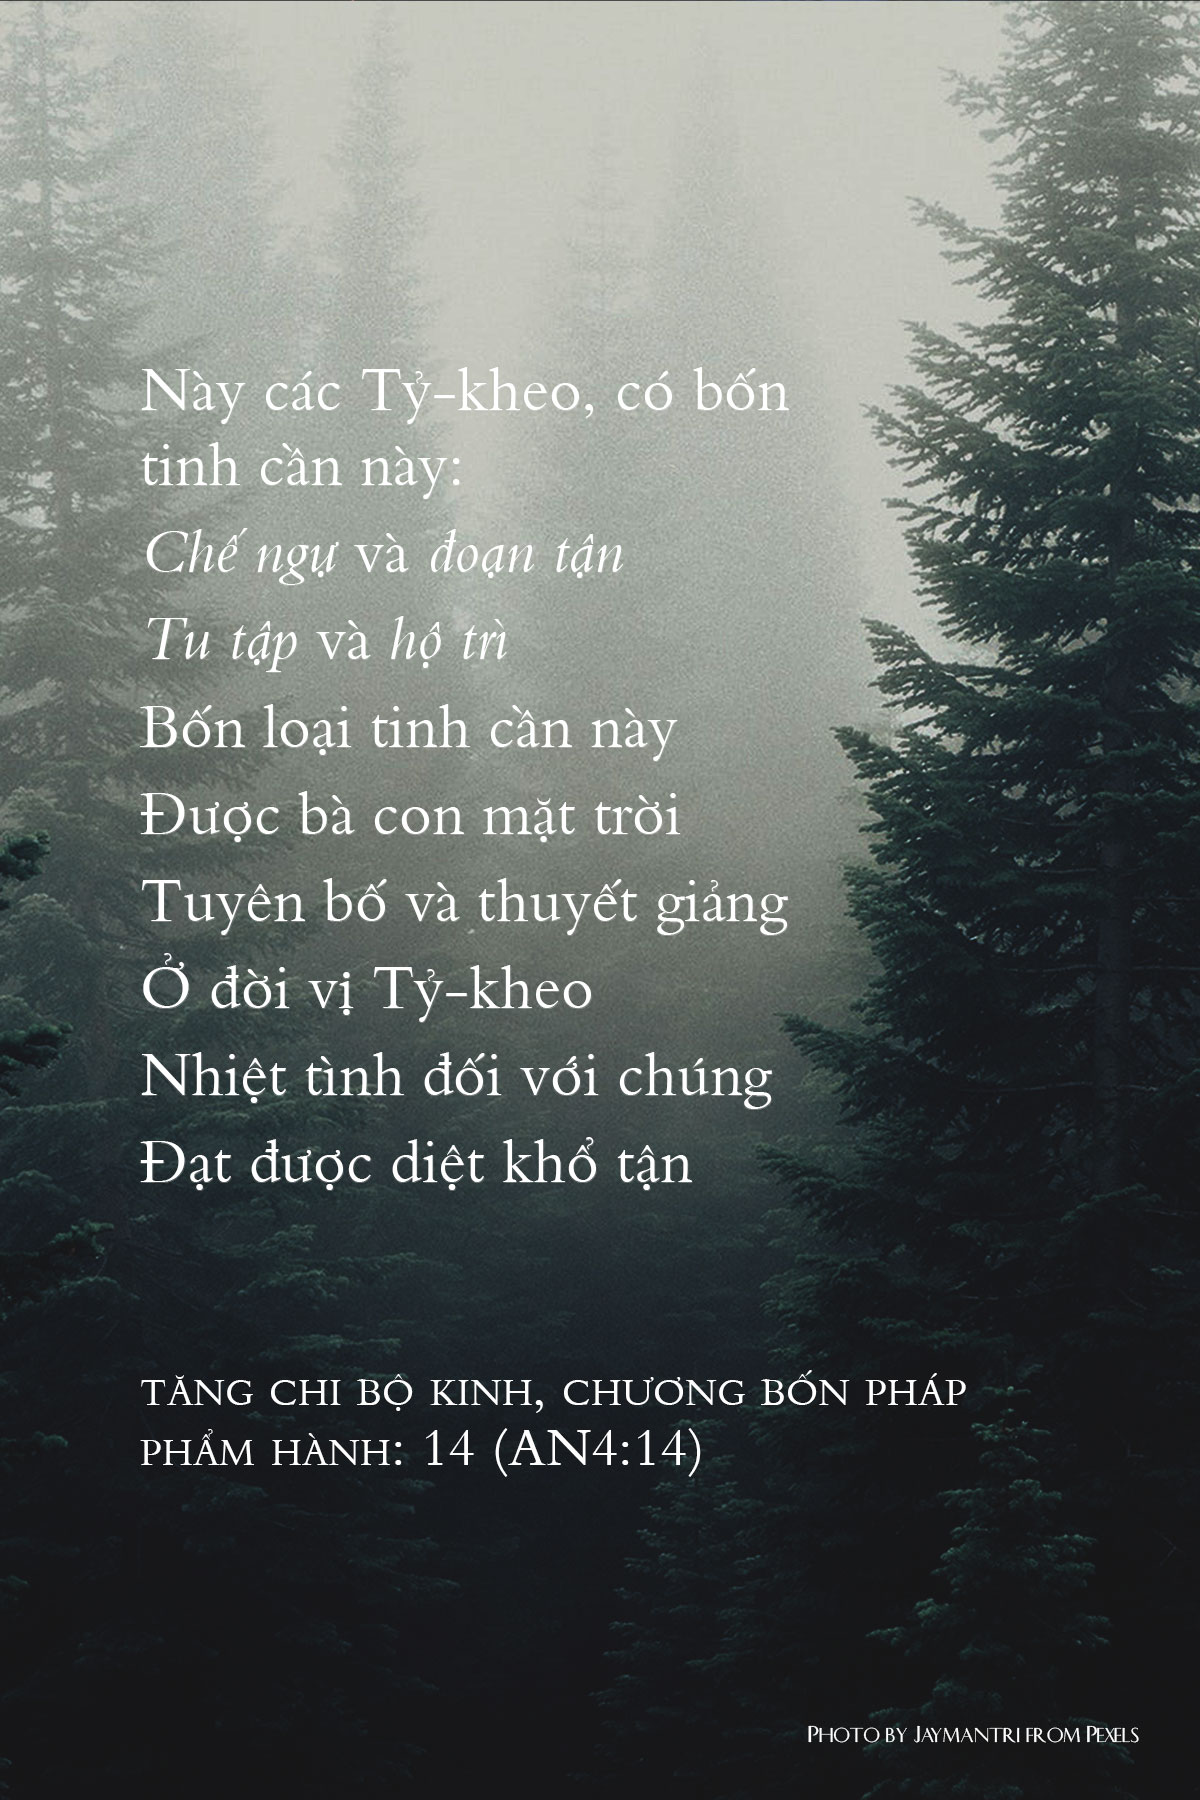 Này các Tỷ-kheo, có bốn
tinh cần này:
Chế ngự và đoạn tận
Tu tập và hộ trì
Bốn loại tinh cần này
Được bà con mặt trời
Tuyên bố và thuyết giảng
Ở đời vị Tỷ-kheo
Nhiệt tình đối với chúng
Đạt được diệt khổ tận
TĂNG CHI BỘ KINH, CHƯƠNG BỐN PHÁP
PHẨM HÀNH: 14 (AN4:14)
PHOTO BY JAYMANTRI FROM PEXELS